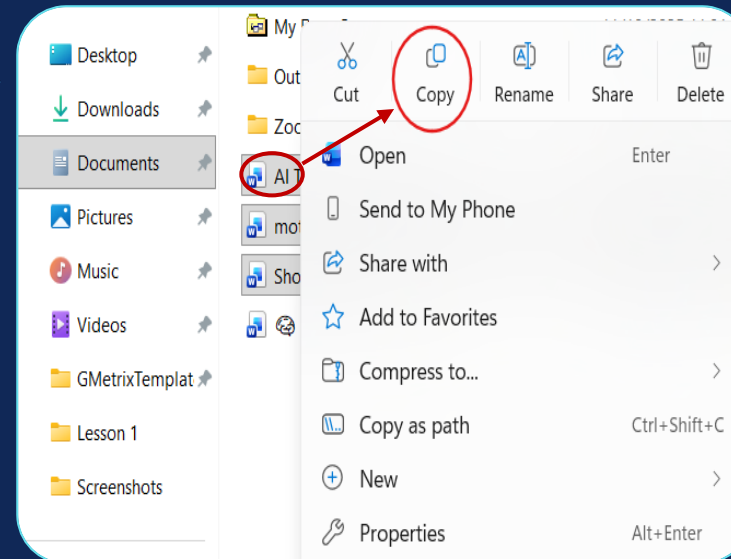 Desktop
Downloads
Documents
Pictures
Music
Videos
GMetrixTemplat
Lesson 1
Screenshots
My
Out
Zoo
AI T
mot
Sho
Cut
Copy
Rename
Share
Delete
Open Enter
Send to My Phone
Share with
Add to Favorites
Compress to...
Copy as path Ctrl+Shift+C
New
Properties Alt+Enter